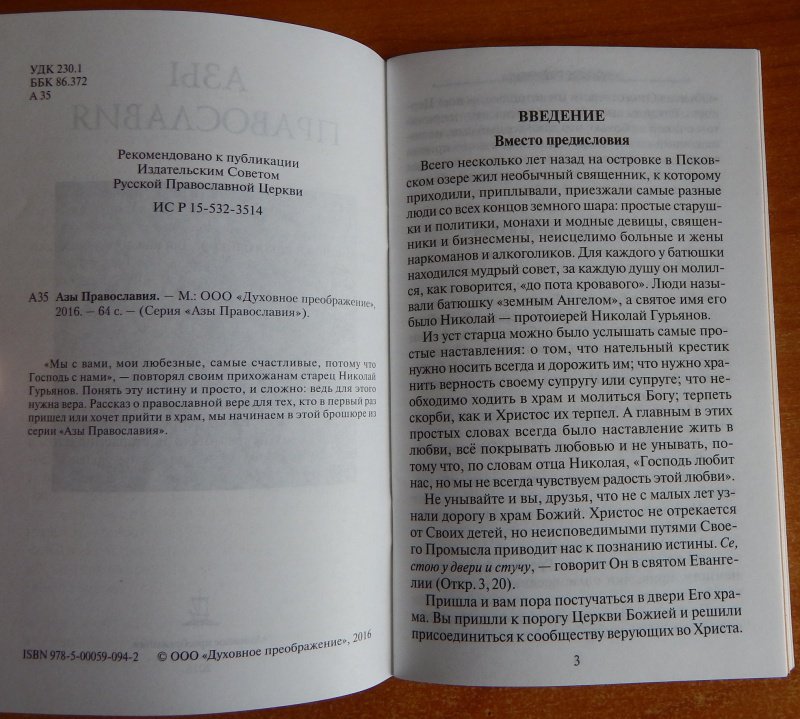 УДК 230.1
ББК 86.372
А 35
Рекомендовано к публикации
Издательским Советом
Русской Православной Церкви
ИС Р 15-532-3514
А35 Азы Православия. — М.: ООО «Духовное преображение»,
2016. — 64 с. — (Серия «Азы Православия»).
«Мы с вами, мои любезные, самые счастливые, потому что
Господь с нами», — повторял своим прихожанам старец Николай
Гурьянов. Понять эту истину и просто, и сложно: ведь для этого
нужна вера. Рассказ о православной вере для тех, кто в первый раз
пришел или хочет прийти в храм, мы начинаем в этой брошюре из
серии «Азы Православия».
ISBN 978-5-00059-094-2 © ООО «Духовное преображение», 2016
ВВЕДЕНИЕ
Вместо предисловия
Всего несколько лет назад на островке в Псков-
ском озере жил необычный священник, к которому
приходили, приплывали, приезжали самые разные
люди со всех концов земного шара: простые старуш-
ки и политики, монахи и модные девицы, священ-
ники и бизнесмены, неисцелимо больные и жены
наркоманов и алкоголиков. Для каждого у батюшки
находился мудрый совет, за каждую душу он молил-
ся, как говорится, «до пота кровавого». Люди назы-
вали батюшку «земным Ангелом», а святое имя его
было Николай — протоиерей Николай Гурьянов.
Из уст старца можно было услышать самые про-
стые наставления: о том, что нательный крестик
нужно носить всегда и дорожить им; что нужно хра-
нить верность своему супругу или супруге; что не-
обходимо ходить в храм и молиться Богу; терпеть
скорби, как и Христос их терпел. А главным в этих
простых словах всегда было наставление жить в
любви, всё покрывать любовью и не унывать, по-
тому что, по словам отца Николая, «Господь любит
нас, но мы не всегда чувствуем радость этой любви».
Не унывайте и вы, друзья, что не с малых лет уз-
нали дорогу в храм Божий. Христос не отрекается
от Своих детей, но неисповедимыми путями Свое-
го Промысла приводит нас к познанию истины. Се,
стою у двери и стучу, — говорит Он в святом Еванге-
лии (Откр. 3, 20).
Пришла и вам пора постучаться в двери Его хра-
ма. Вы пришли к порогу Церкви Божией и решили
присоединиться к сообществу верующих во Христа.
3